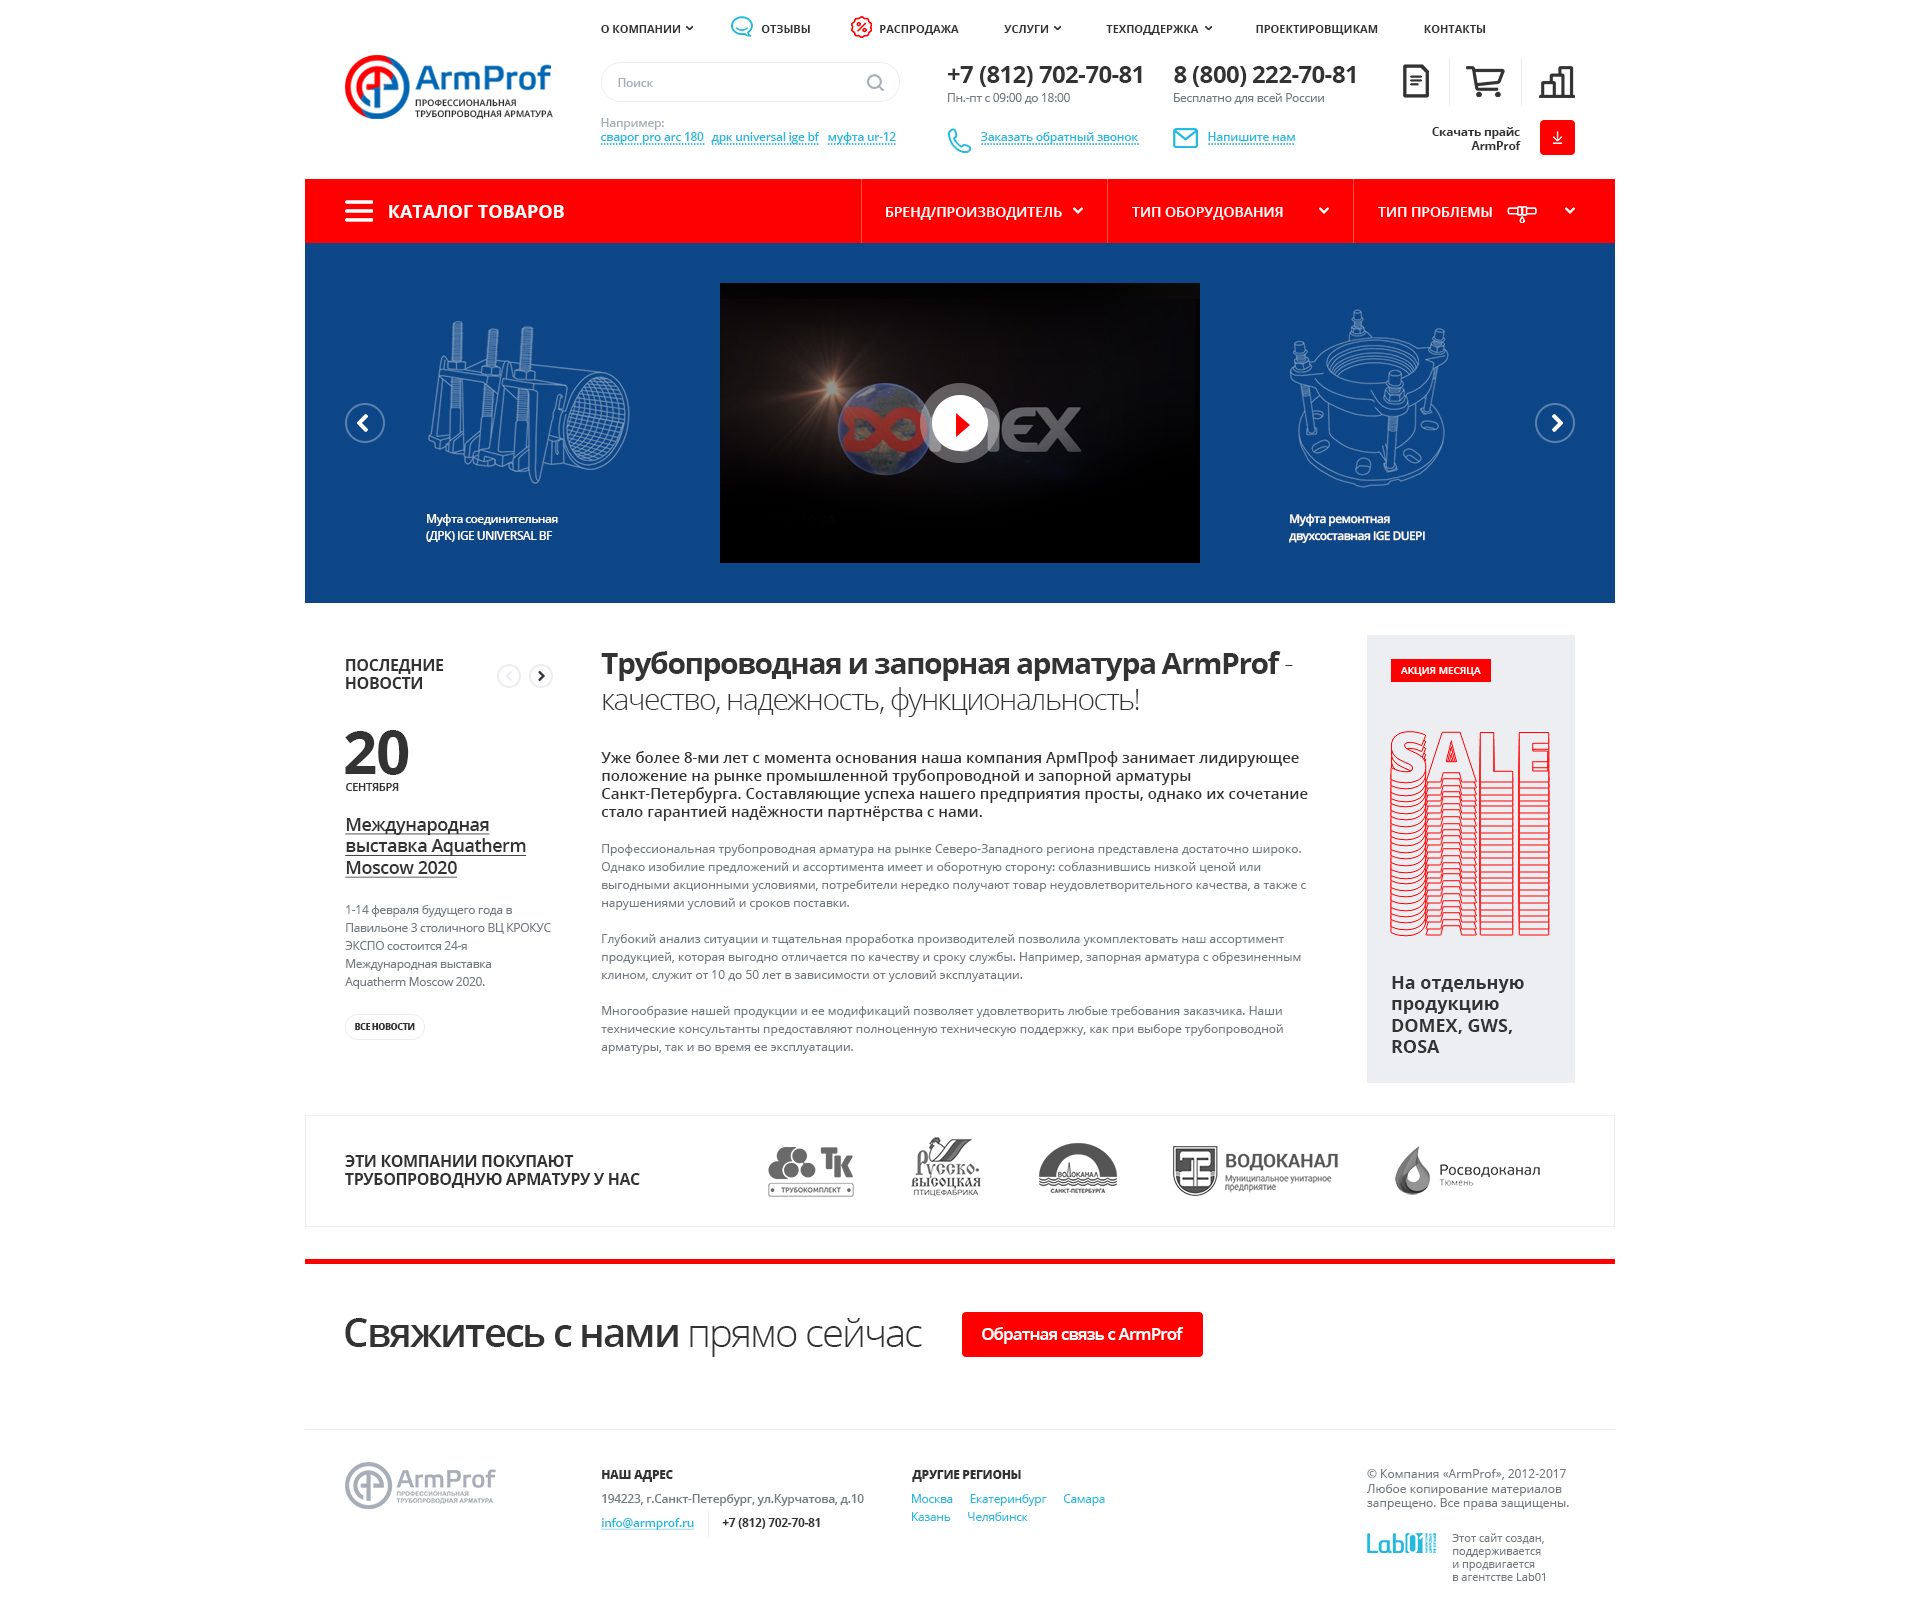 О КОМПАНИИ ОТЗЫВЫ РАСПРОДАЖА УСЛУГИ ТЕХПОДДЕРЖКА ПРОЕКТИРОВЩИКАМ КОНТАКТЫ
ArmProf
ПРОФЕССИОНАЛЬНАЯ
ТРУБОПРОВОДНАЯ АРМАТУРА
Поиск
Например:
сварог pro arc 180 дрк universal ige bf муфта ur-12
+7 (812) 702-70-81
Пн.-пт с 09:00 до 18:00
Заказать обратный звонок
8 (800) 222-70-81
Бесплатно для всей России
Напишите нам
Скачать прайс
ArmProf
КАТАЛОГ ТОВАРОВ БРЕНД/ПРОИЗВОДИТЕЛЬ ТИП ОБОРУДОВАНИЯ ТИП ПРОБЛЕМЫ
Муфта соединительная
(ДРК) IGE UNIVERSAL BF
Муфта ремонтная
двухсоставная IGE DUEPI
ПОСЛЕДНИЕ
НОВОСТИ
20
СЕНТЯБРЯ
Международная
выставка Aquatherm
Moscow 2020
1-14 февраля будущего года в
Павильоне 3 столичного ВЦ КРОКУС
ЭКСПО состоится 24-я
Международная выставка
Aquatherm Moscow 2020.
ВСЕ НОВОСТИ
Трубопроводная и запорная арматура ArmProf -
качество, надежность, функциональность!
Уже более 8-ми лет с момента основания наша компания АрмПроф занимает лидирующее
положение на рынке промышленной трубопроводной и запорной арматуры
Санкт-Петербурга. Составляющие успеха нашего предприятия просты, однако их сочетание
стало гарантией надёжности партнёрства с нами.
Профессиональная трубопроводная арматура на рынке Северо-Западного региона представлена достаточно широко.
Однако изобилие предложений и ассортимента имеет и оборотную сторону: соблазнившись низкой ценой или
выгодными акционными условиями, потребители нередко получают товар неудовлетворительного качества, а также с
нарушениями условий и сроков поставки.
Глубокий анализ ситуации и тщательная проработка производителей позволила укомплектовать наш ассортимент
продукцией, которая выгодно отличается по качеству и сроку службы. Например, запорная арматура с обрезиненным
клином, служит от 10 до 50 лет в зависимости от условий эксплуатации.
Многообразие нашей продукции и ее модификаций позволяет удовлетворить любые требования заказчика. Наши
технические консультанты предоставляют полноценную техническую поддержку, как при выборе трубопроводной
арматуры, так и во время ее эксплуатации.
АКЦИЯ МЕСЯЦА
SALE
На отдельную
продукцию
DOMEX, GWS,
ROSA
ЭТИ КОМПАНИИ ПОКУПАЮТ
ТРУБОПРОВОДНУЮ АРМАТУРУ У НАС
ТК
ТРУБОКОМПЛЕКТ
РУССКО-
ВЫСОЦКАЯ
ПТИЦЕФАБРИКА
ВОДОКАНАЛ
САНКТ-ПЕТЕРБУРГА
ВОДОКАНАЛ
Муниципальное унитарное
предприятие
Росводоканал
Тюмень
Свяжитесь с нами прямо сейчас
Обратная связь с ArmProf
ArmProf
ПРОФЕССИОНАЛЬНАЯ
ТРУБОПРОВОДНАЯ АРМАТУРА
НАШ АДРЕС
194223, г.Санкт-Петербург, ул.Курчатова, д.10
info@armprof.ru +7 (812) 702-70-81
ДРУГИЕ РЕГИОНЫ
Москва Екатеринбург Самара
Казань Челябинск
© Компания «ArmProf», 2012-2017
Любое копирование материалов
запрещено. Все права защищены.
Lab01
Этот сайт создан,
поддерживается
и продвигается
в агентстве Lab01